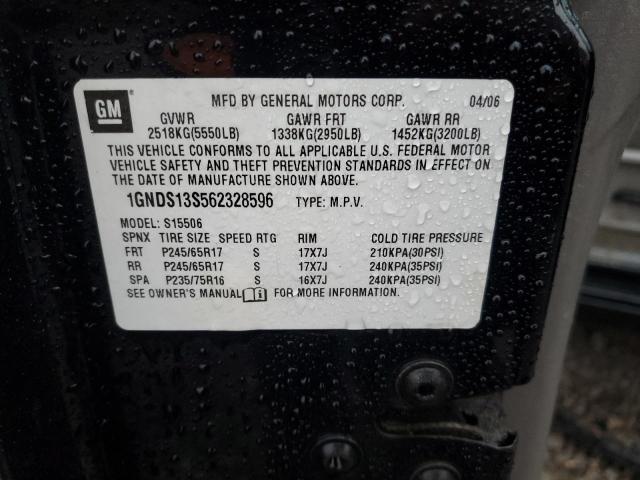 GM
MFD BY GENERAL MOTORS CORP. 04/06
GVWR GAWR FRT GAWR RR
2518KG(5550LB) 1338KG(2950LB) 1452KG(3200LB)
THIS VEHICLE CONFORMS TO ALL APPLICABLE U.S. FEDERAL MOTOR
VEHICLE SAFETY AND THEFT PREVENTION STANDARDS IN EFFECT ON
THE DATE OF MANUFACTURE SHOWN ABOVE.
1GNDS13S562328596 TYPE: M.P.V.
MODEL: S15506
SPNX TIRE SIZE SPEED RTG RIM COLD TIRE PRESSURE
FRT P245/65R17 S 17X7J 210KPA(30PSI)
RR P245/65R17 S 17X7J 240KPA(35PSI)
SPA P235/75R16 S 16X7J 240KPA(35PSI)
SEE OWNER'S MANUAL FOR MORE INFORMATION.